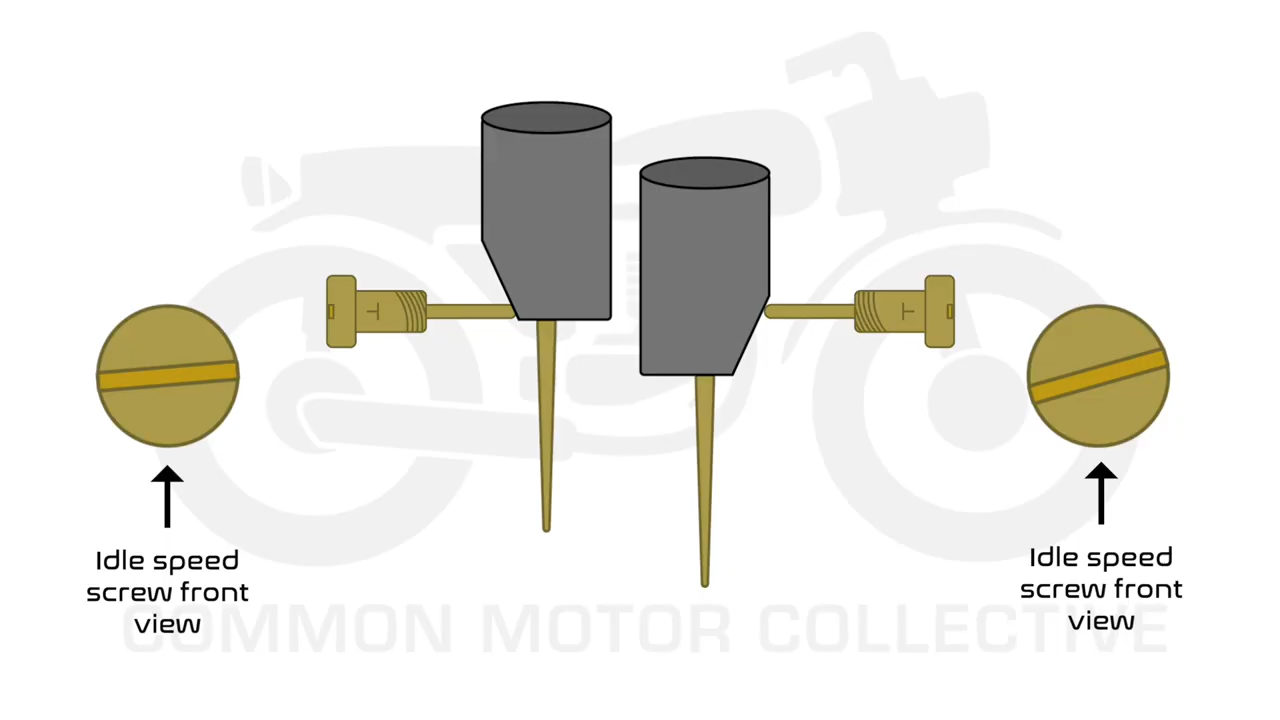 Idle speed
screw front
view
Idle speed
screw front
view
COMMON MOTOR COLLECTIVE